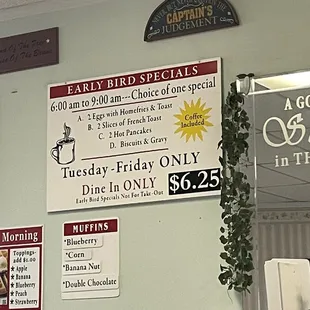 CAPTAIN'S
JUDGEMENT
EARLY BIRD SPECIALS
6:00 am to 9:00 am---Choice of one special
A. 2 Eggs with Homefries & Toast
B. 2 Slices of French Toast
C. 2 Hot Pancakes
D. Biscuits & Gravy
Coffee
Included
Tuesday - Friday ONLY
Dine In ONLY $6.25
Early Bird Specials Not For Take-Out
A GO
in TH
Morning
Toppings-
add $1.00
Apple
Banana
Blueberry
Peach
Strawberry
MUFFINS
Blueberry
Corn
Banana Nut
Double Chocolate